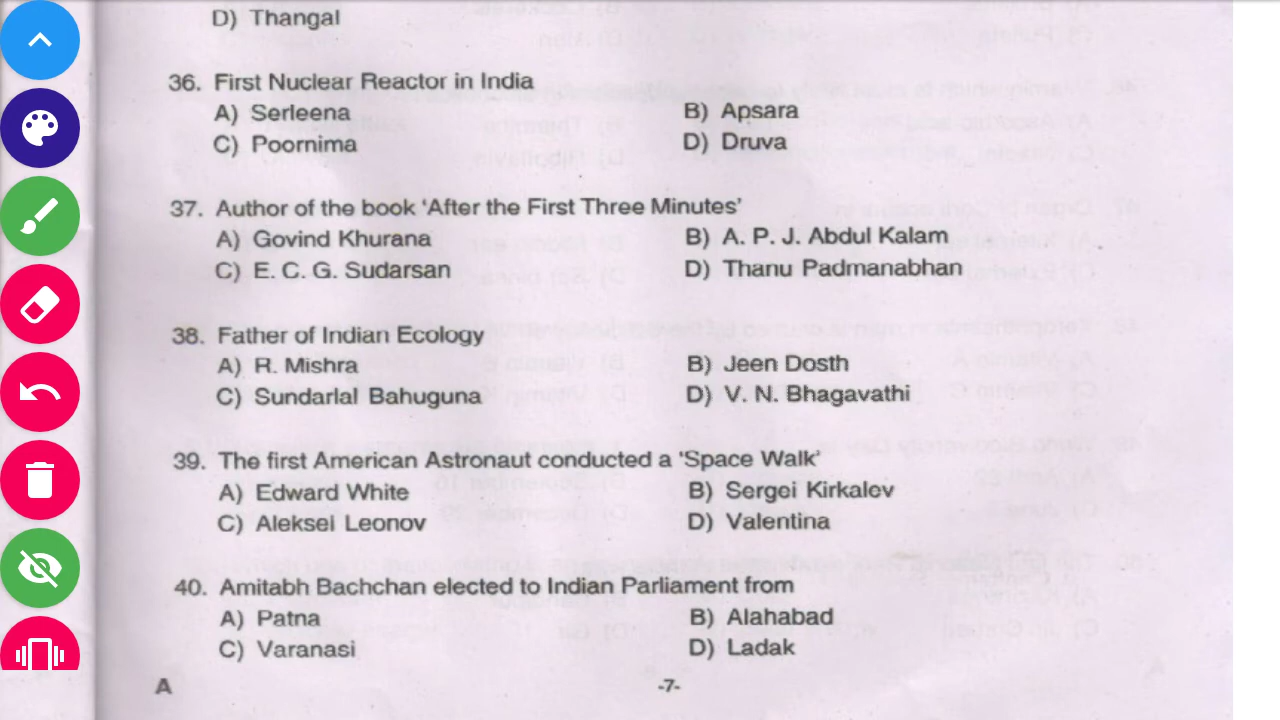 D) Thangal
36. First Nuclear Reactor in India
A) Serleena B) Apsara
C) Poornima D) Druva
37. Author of the book ‘After the First Three Minutes’
A) Govind Khurana B) A. P. J. Abdul Kalam
C) E. C. G. Sudarsan D) Thanu Padmanabhan
38. Father of Indian Ecology
A) R. Mishra B) Jeen Dosth
C) Sundarlal Bahuguna D) V. N. Bhagavathi
39. The first American Astronaut conducted a ‘Space Walk’
A) Edward White B) Sergei Kirkalev
C) Aleksei Leonov D) Valentina
40. Amitabh Bachchan elected to Indian Parliament from
A) Patna B) Alahabad
C) Varanasi D) Ladak
A -7-